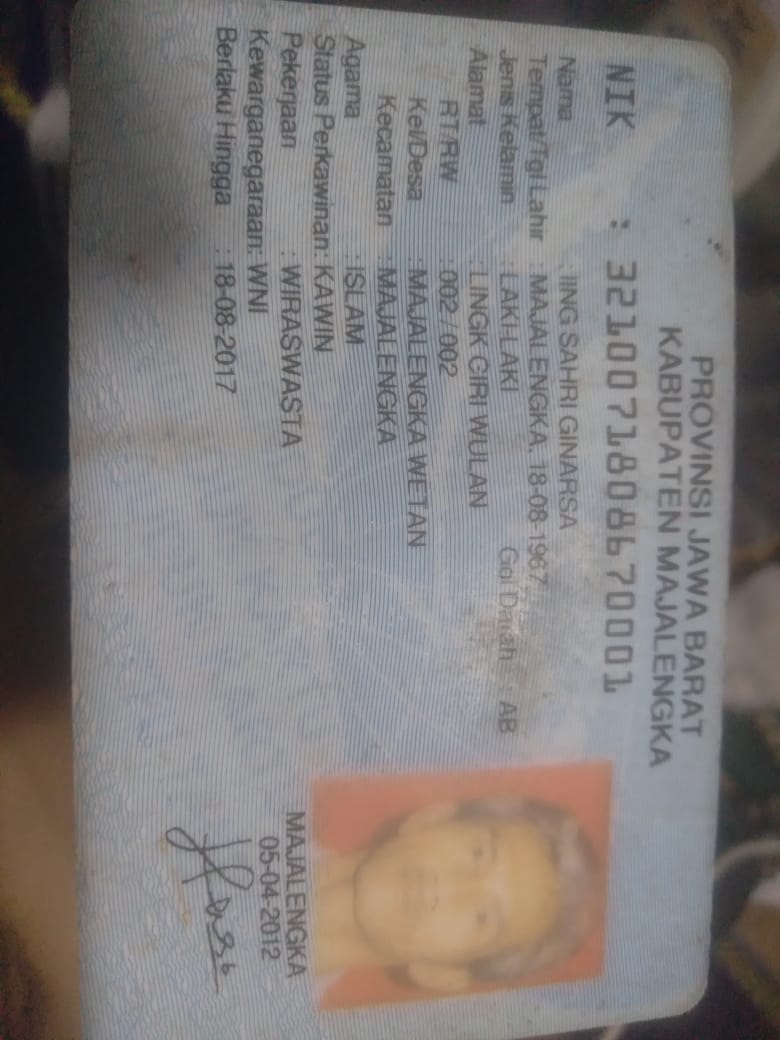 PROVINSI JAWA BARAT
KABUPATEN MAJALENGKA
NIK : 3210071808670001
Nama : IING SAHRI GINARSA
Tempat/Tgl Lahir : MAJALENGKA, 18-08-1967
Jenis Kelamin : LAKI-LAKI Gol Darah : AB
Alamat : LINGK GIRI WULAN
RT/RW : 002 / 002
Kel/Desa : MAJALENGKA WETAN
Kecamatan : MAJALENGKA
Agama : ISLAM
Status Perkawinan: KAWIN
Pekerjaan : WIRASWASTA
Kewarganegaraan: WNI
Berlaku Hingga : 18-08-2017
MAJALENGKA
05-04-2012